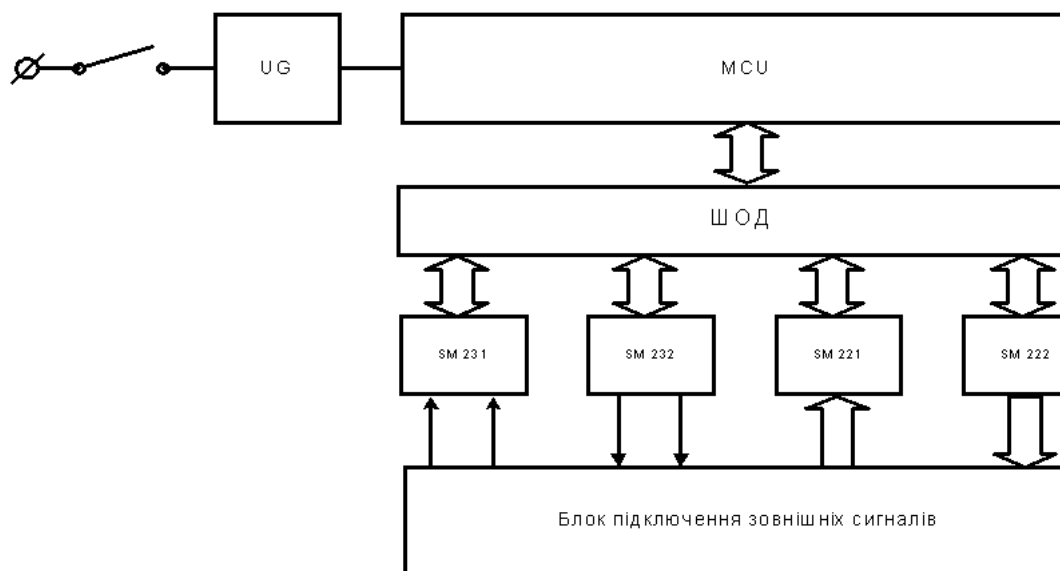 UG
MCU
ШОД
SM 231
SM 232
SM 221
SM 222
Блок підключення зовнішніх сигналів